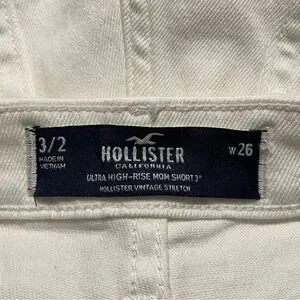 3/2
MADE IN
VIETNAM
HOLLISTER
CALIFORNIA
W 26
ULTRA HIGH-RISE MOM SHORT 3"
HOLLISTER VINTAGE STRETCH